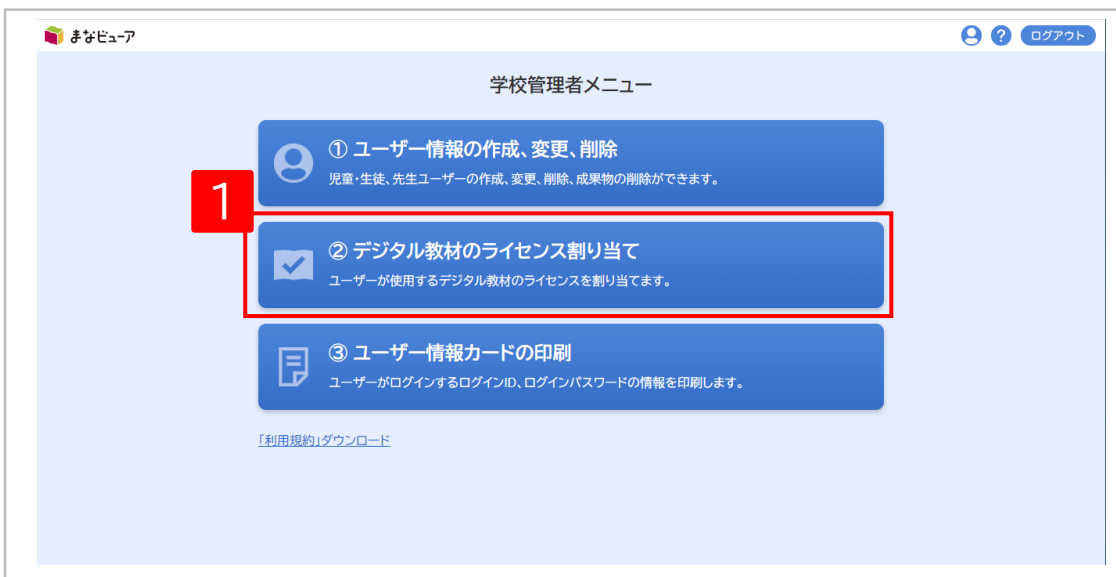 まなビューア
? ログアウト
学校管理者メニュー
① ユーザー情報の作成、変更、削除
児童・生徒、先生ユーザーの作成、変更、削除、成果物の削除ができます。
1
② デジタル教材のライセンス割り当て
ユーザーが使用するデジタル教材のライセンスを割り当てます。
③ ユーザー情報カードの印刷
ユーザーがログインするログインID、ログインパスワードの情報を印刷します。
「利用規約」ダウンロード